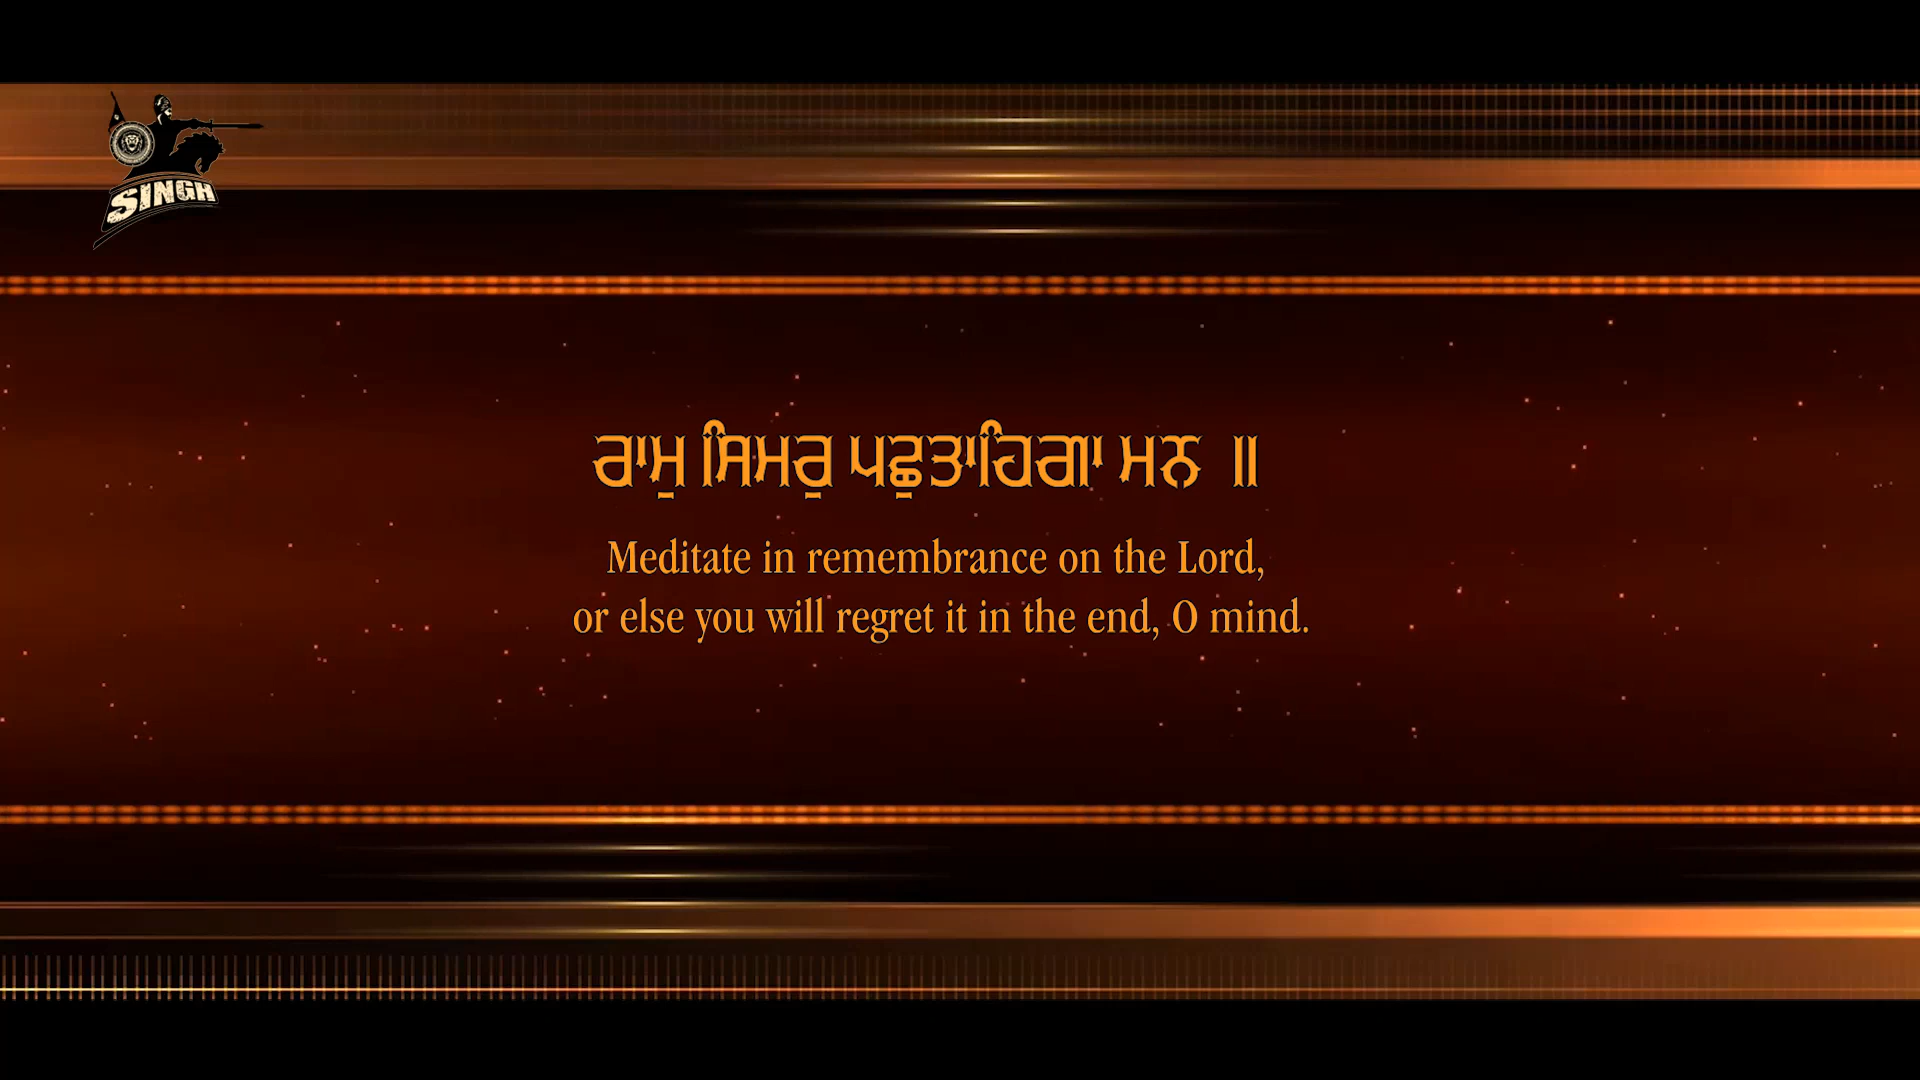 SINGH
ਰਾਮੁ ਸਿਮਰੁ ਪਛੁਤਾਹਿਗਾ ਮਨ ॥
Meditate in remembrance on the Lord,
or else you will regret it in the end, O mind.